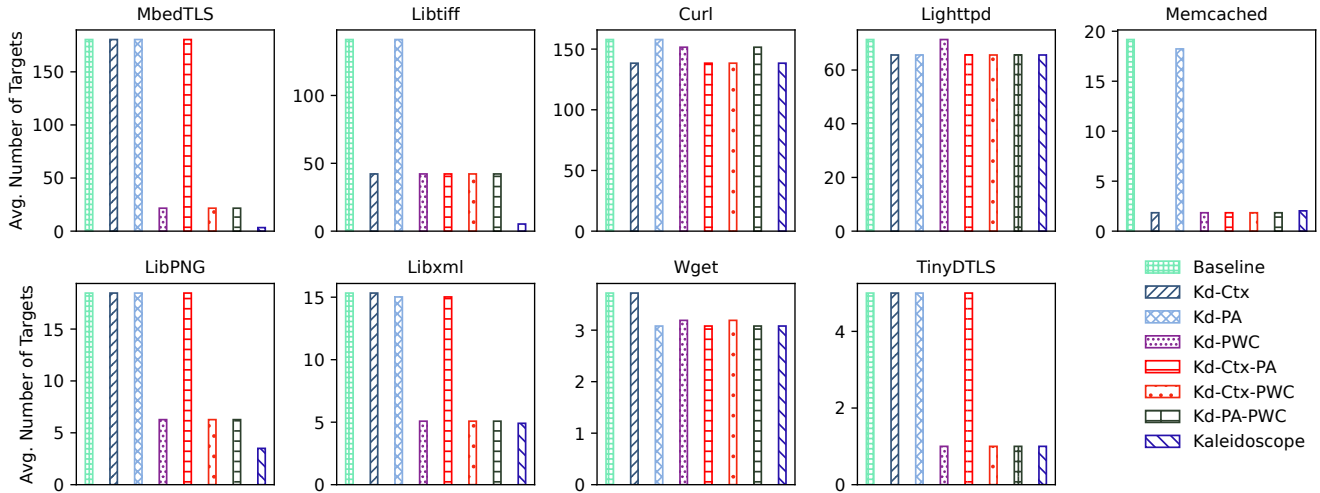 MbedTLS
Libtiff
Curl
Lighttpd
Memcached
Avg. Number of Targets
150
100
50
0
100
50
0
150
100
50
0
60
40
20
0
20
15
10
5
0
LibPNG
Libxml
Wget
TinyDTLS
Avg. Number of Targets
15
10
5
0
15
10
5
0
3
2
1
0
4
2
0
Baseline
Kd-Ctx
Kd-PA
Kd-PWC
Kd-Ctx-PA
Kd-Ctx-PWC
Kd-PA-PWC
Kaleidoscope